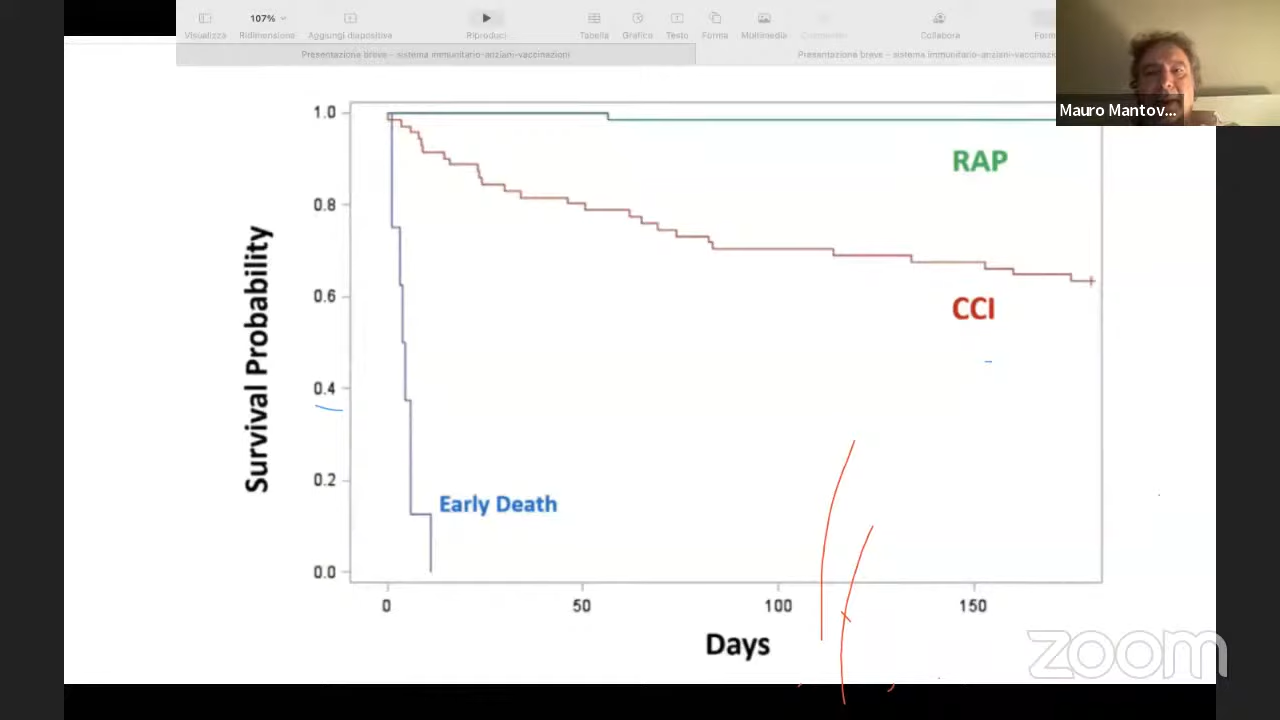 107%
Visualizza Ridimensiona Aggiungi diapositiva Riproduci Tabella Grafico Testo Forma Multimedia Commento Collabora
Presentazione breve – sistema immunitario-anziani-vaccinazioni
Presentazione breve – sistema immunitario-anziani-vaccinazi
Mauro Mantov...
1.0
RAP
0.8
Survival Probability
0.6
CCI
0.4
0.2
Early Death
0.0
0 50 100 150
Days
zoom